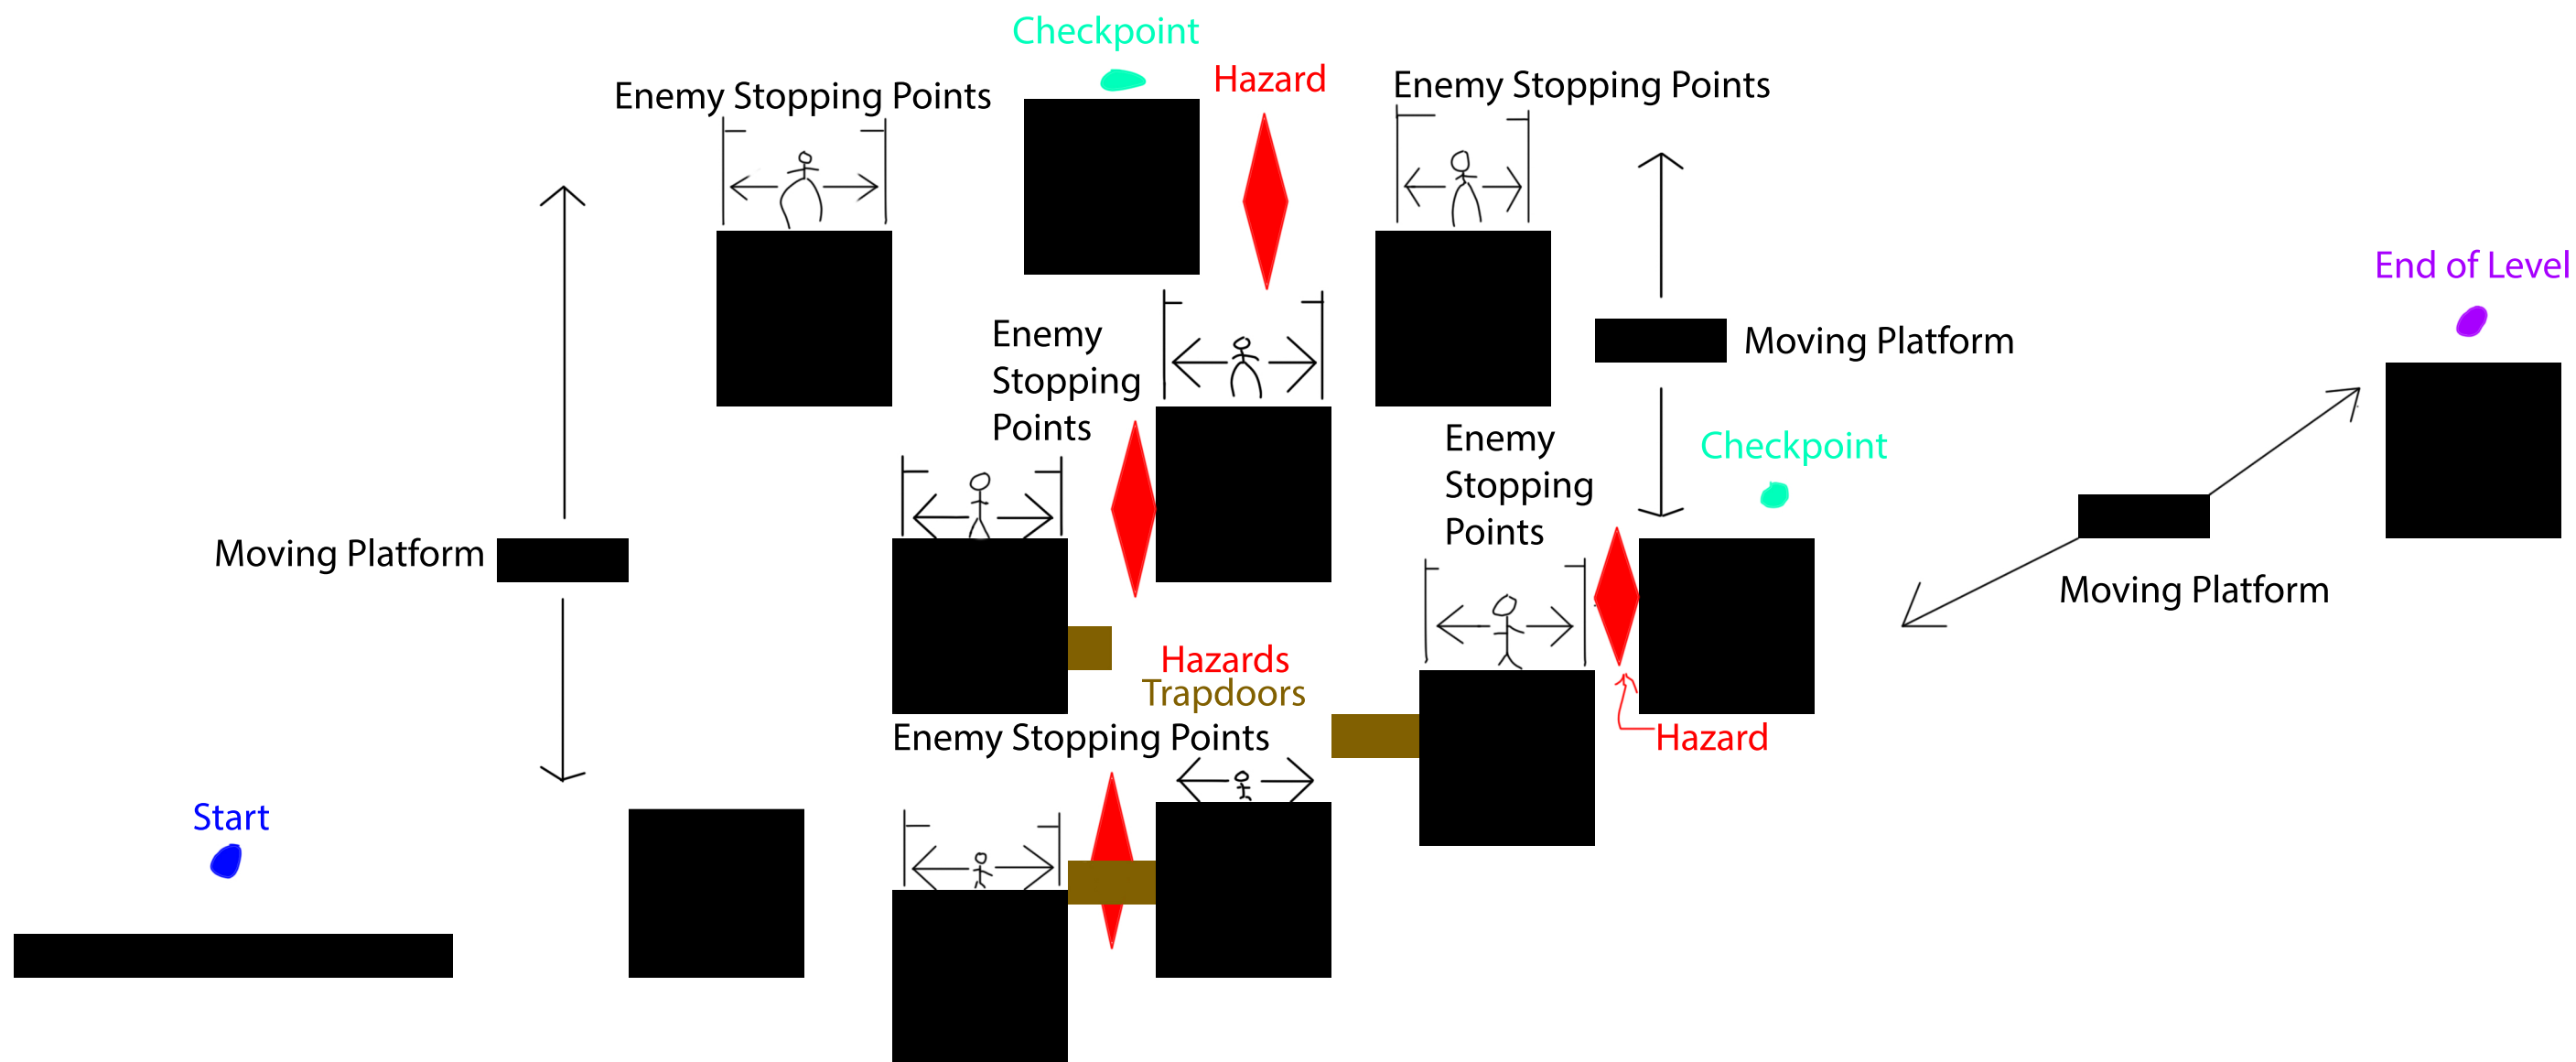 Checkpoint
Hazard
Enemy Stopping Points
Enemy Stopping Points
End of Level
Enemy
Stopping
Points
Moving Platform
Enemy
Stopping
Points
Checkpoint
Moving Platform
Moving Platform
Hazards
Trapdoors
Enemy Stopping Points
Hazard
Start